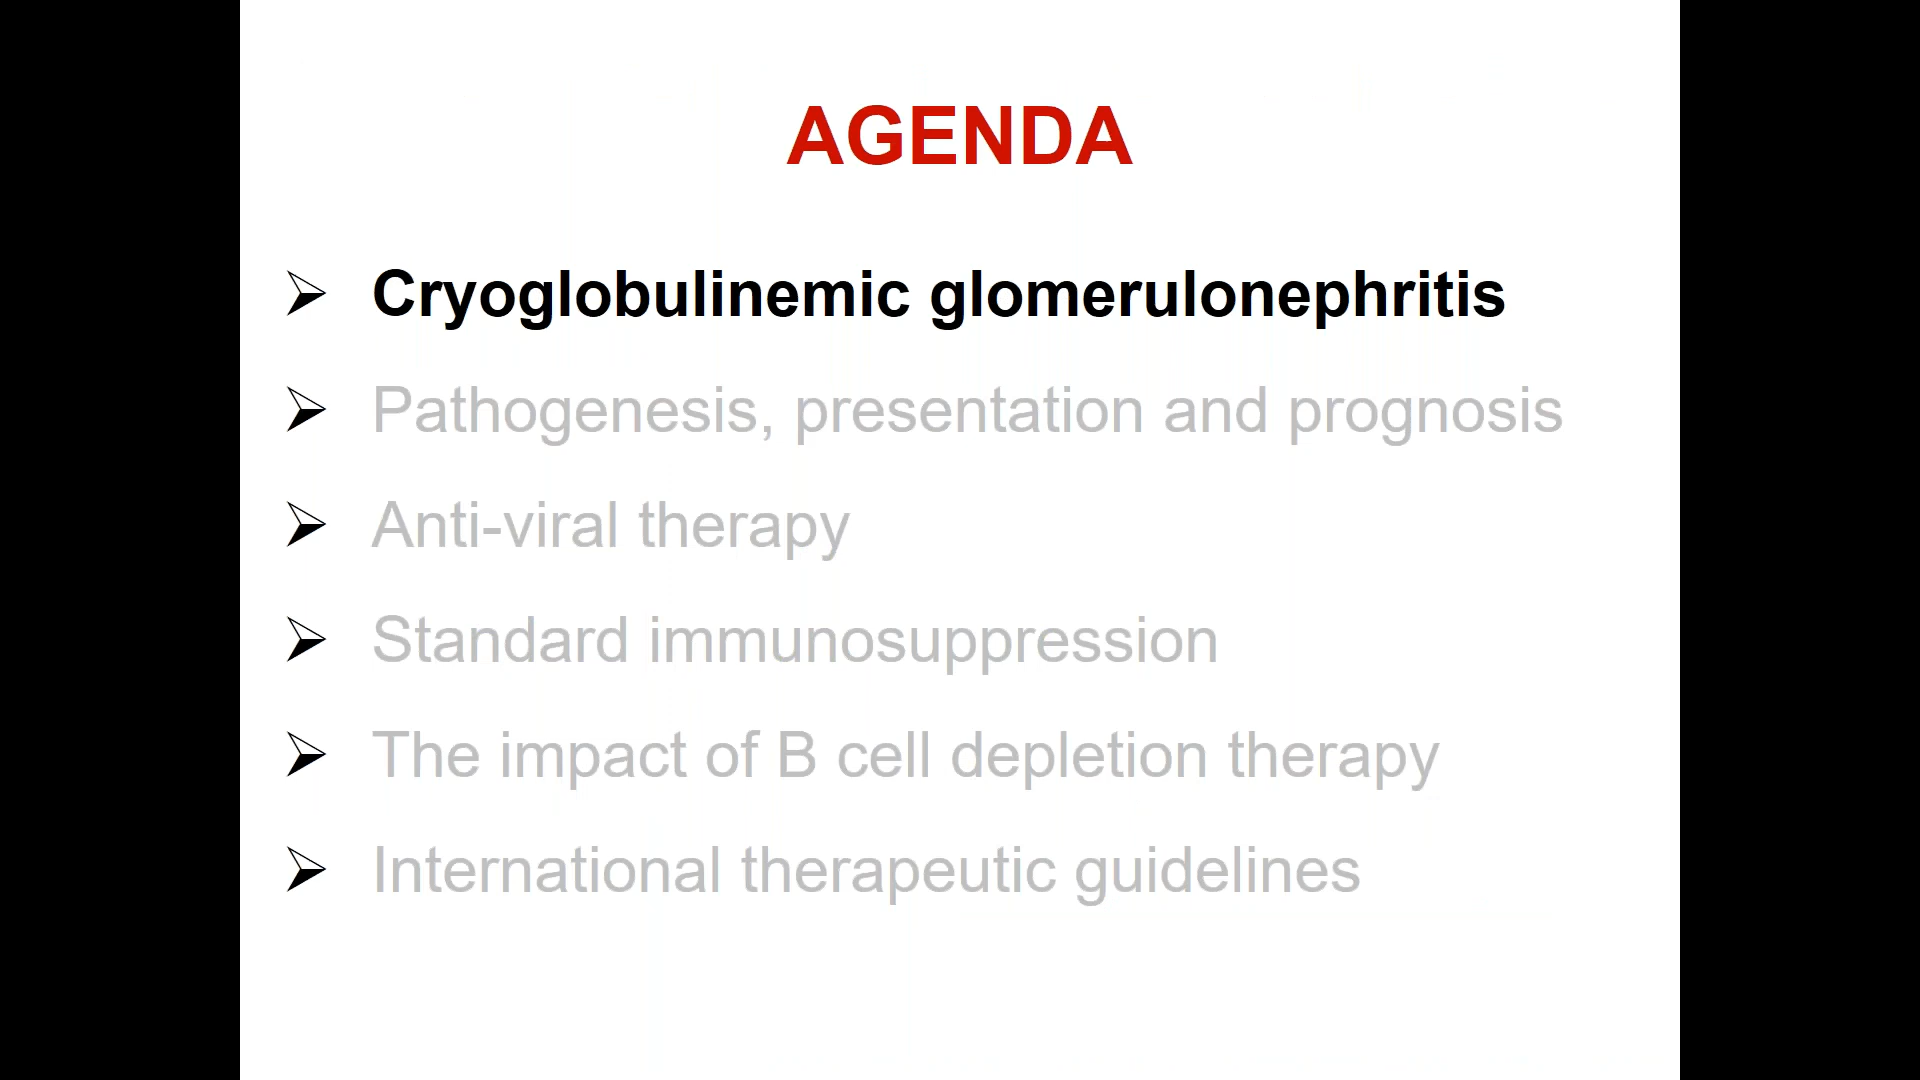 AGENDA
Cryoglobulinemic glomerulonephritis
Pathogenesis, presentation and prognosis
Anti-viral therapy
Standard immunosuppression
The impact of B cell depletion therapy
International therapeutic guidelines